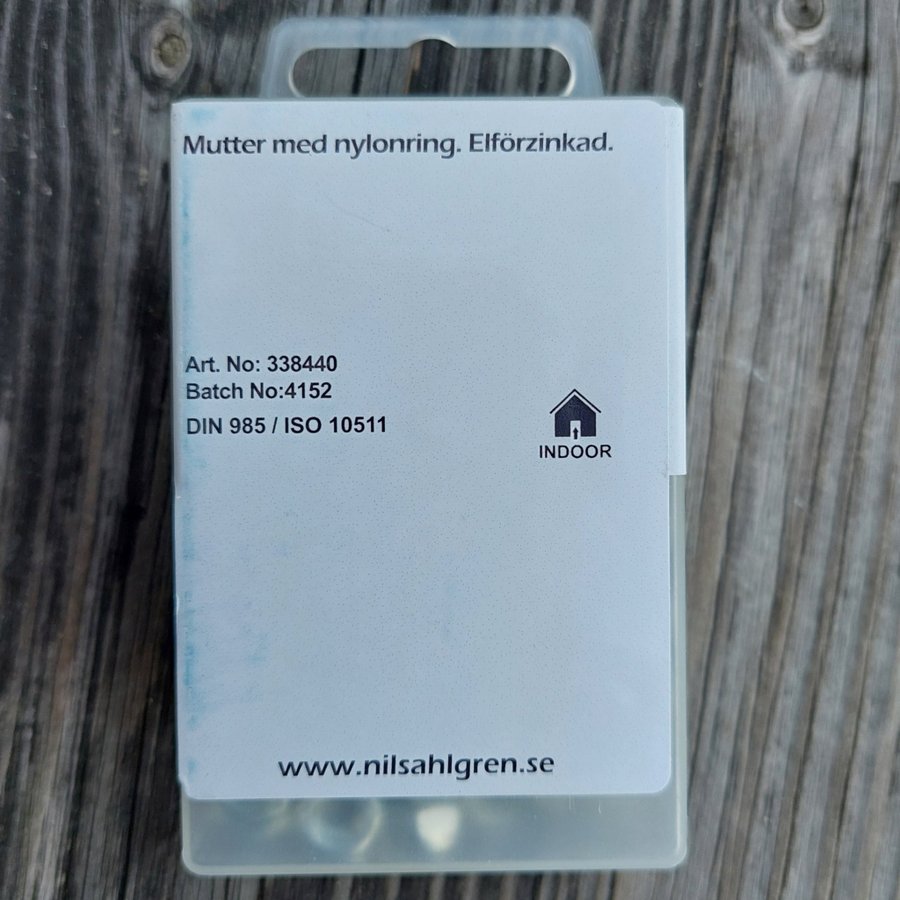 Mutter med nylonring. Elförzinkad.
Art. No: 338440
Batch No:4152
DIN 985 / ISO 10511
INDOOR
www.nilsahlgren.se